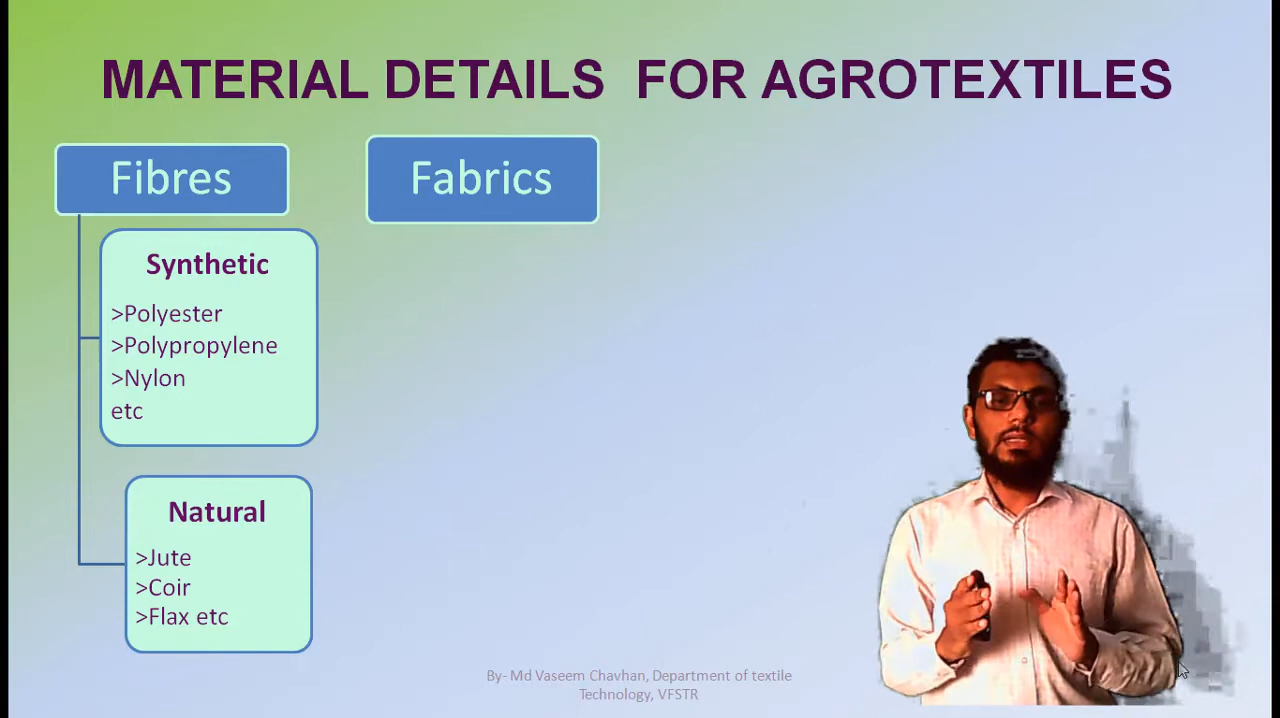 MATERIAL DETAILS FOR AGROTEXTILES
Fibres
Fabrics
Synthetic
>Polyester
>Polypropylene
>Nylon
etc
Natural
>Jute
>Coir
>Flax etc
By- Md Vaseem Chavhan, Department of textile
Technology, VFSTR